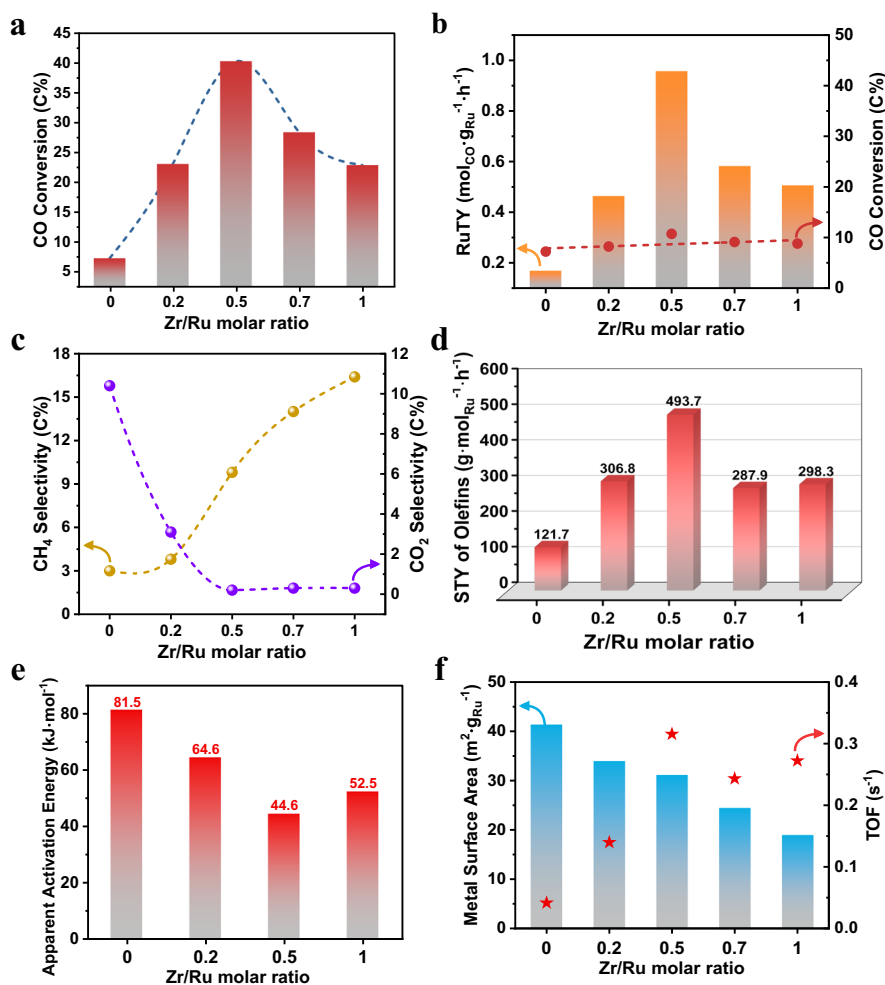 a
CO Conversion (C%)
45
40
35
30
25
20
15
10
5
0 0.2 0.5 0.7 1
Zr/Ru molar ratio
b
RuTY (mol_CO·g_Ru^-1·h^-1)
1.0
0.8
0.6
0.4
0.2
50
40
30
20
10
0
CO Conversion (C%)
0 0.2 0.5 0.7 1
Zr/Ru molar ratio
c
CH4 Selectivity (C%)
18
15
12
9
6
3
0
12
10
8
6
4
2
0
CO2 Selectivity (C%)
0 0.2 0.5 0.7 1
Zr/Ru molar ratio
d
STY of Olefins (g·mol_Ru^-1·h^-1)
600
500
400
300
200
100
0
121.7
306.8
493.7
287.9
298.3
0 0.2 0.5 0.7 1
Zr/Ru molar ratio
e
Apparent Activation Energy (kJ·mol^-1)
80
60
40
20
0
81.5
64.6
44.6
52.5
0 0.2 0.5 1
Zr/Ru molar ratio
f
Metal Surface Area (m^2·g_Ru^-1)
50
40
30
20
10
0
0.4
0.3
0.2
0.1
0.0
TOF (s^-1)
0 0.2 0.5 0.7 1
Zr/Ru molar ratio